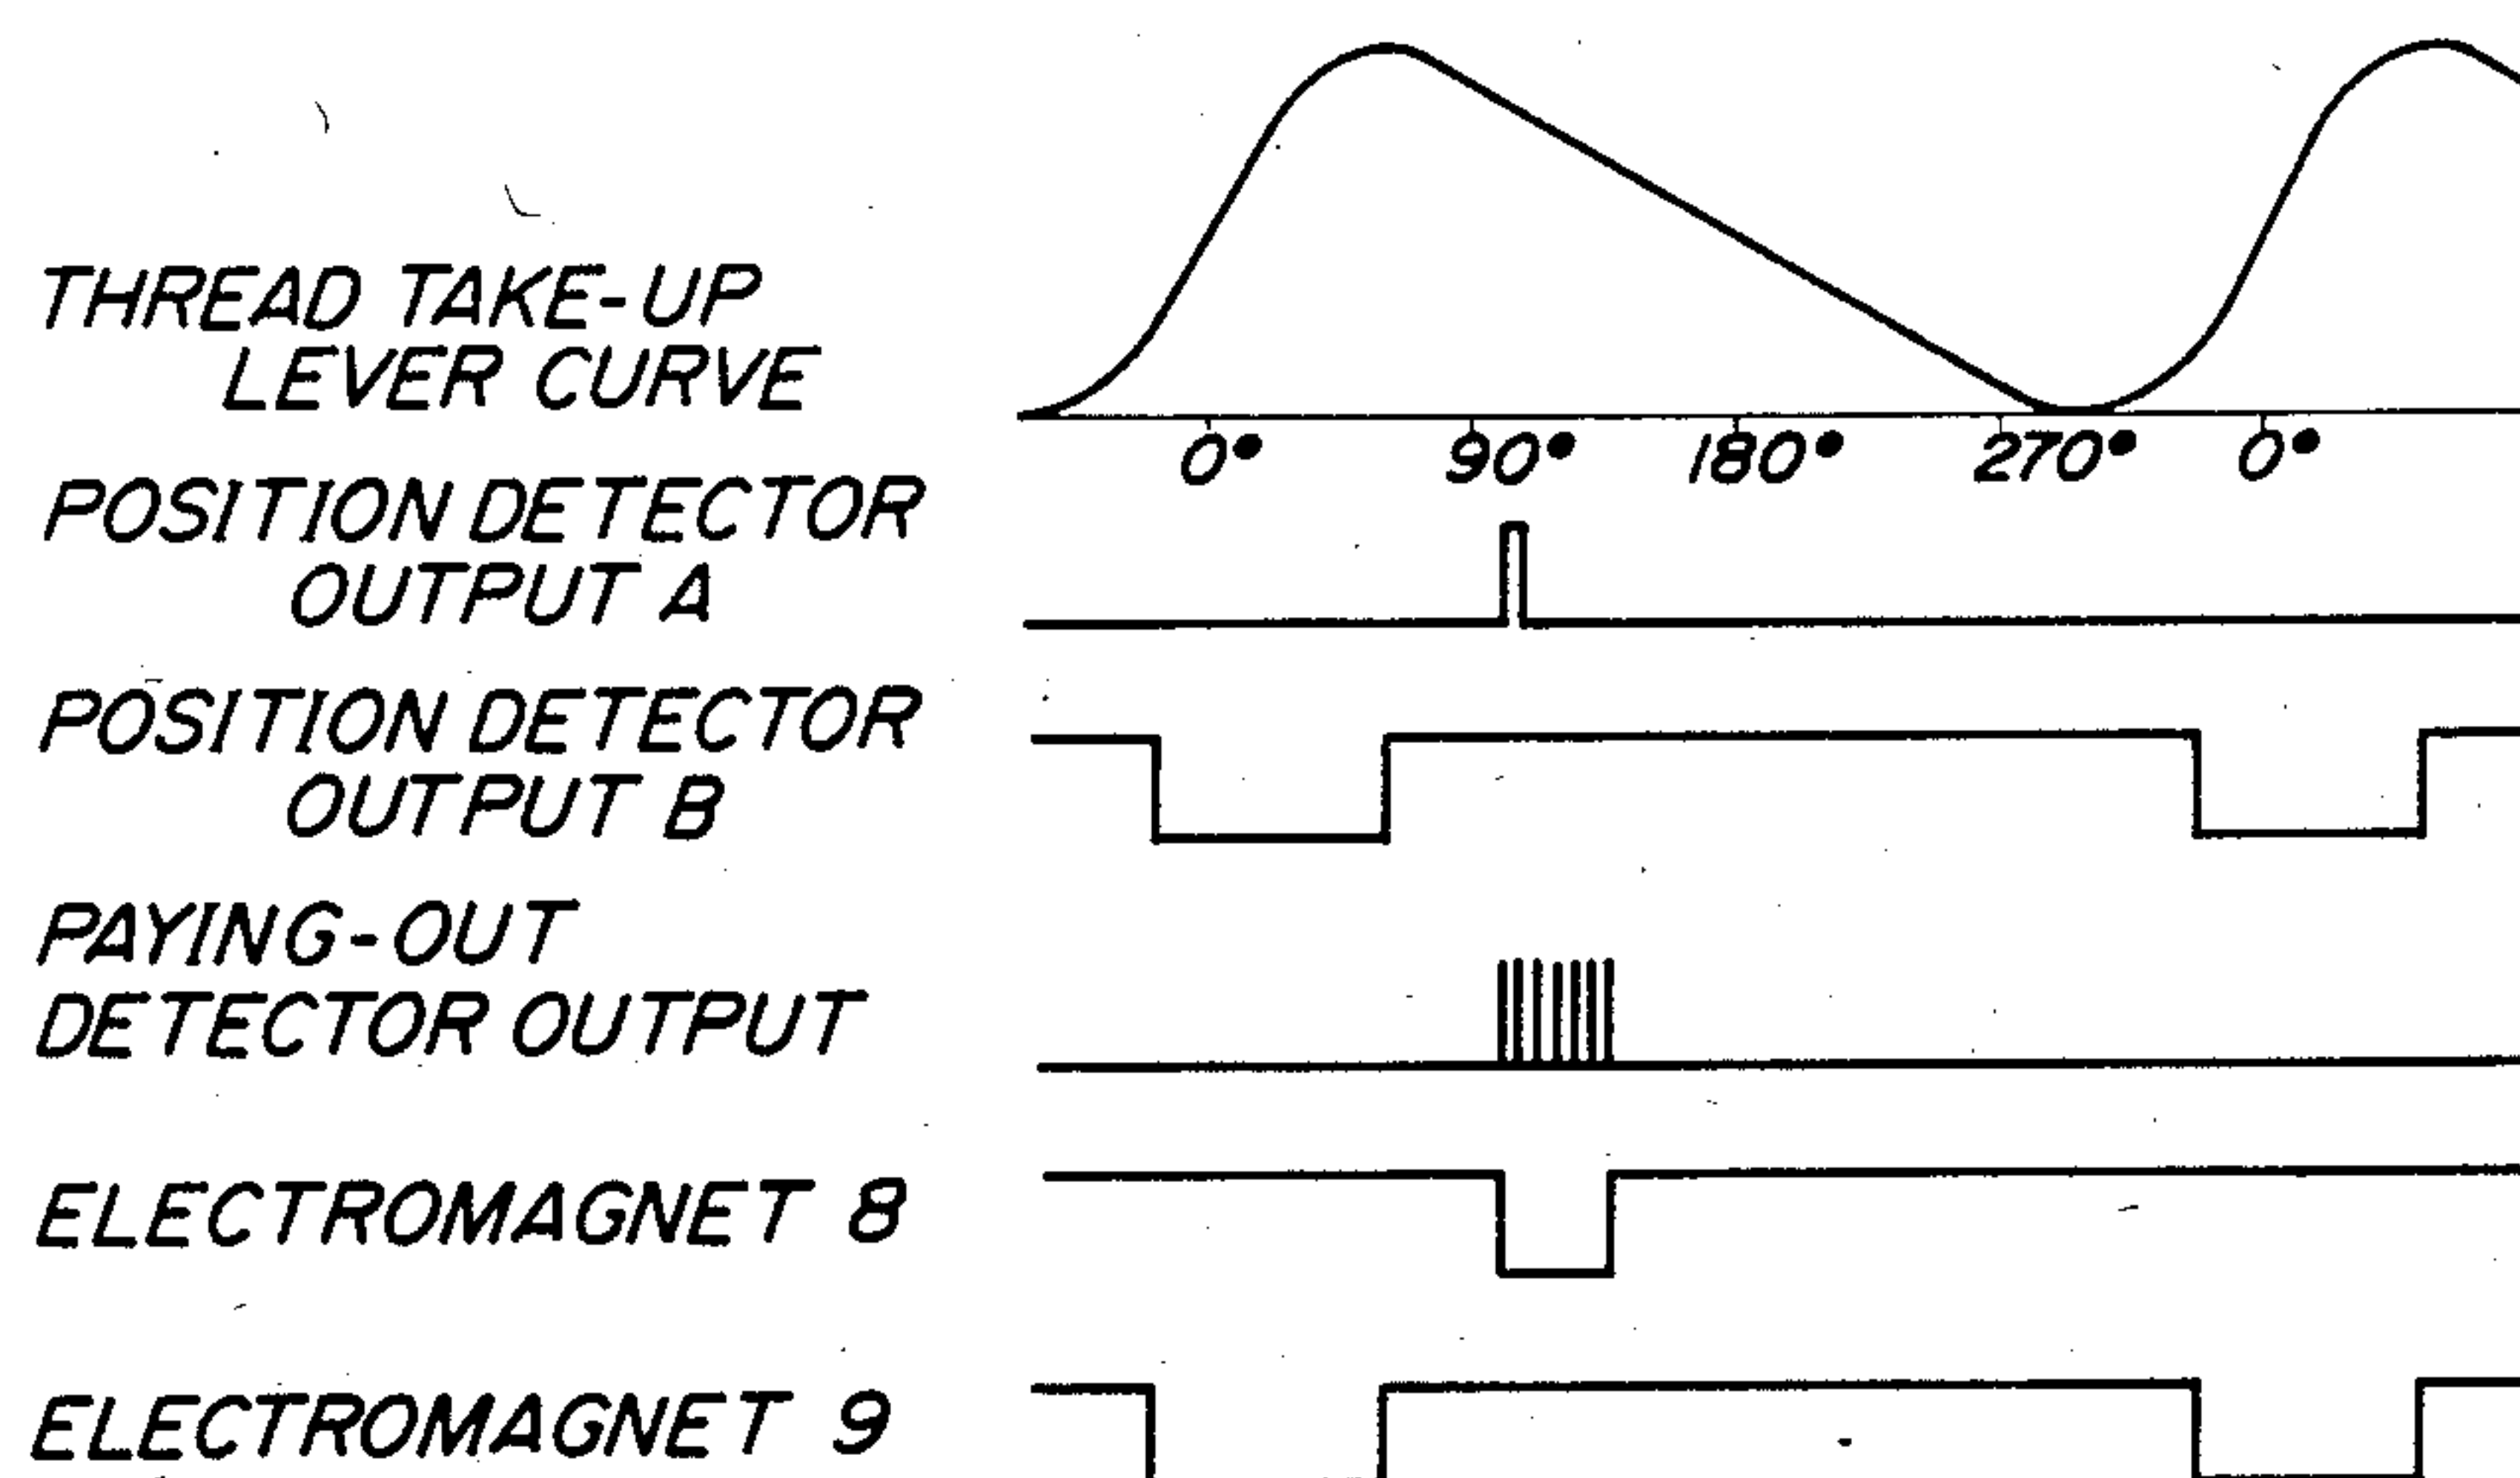 THREAD TAKE-UP
LEVER CURVE
0° 90° 180° 270° 0°
POSITION DETECTOR
OUTPUT A
POSITION DETECTOR
OUTPUT B
PAYING-OUT
DETECTOR OUTPUT
ELECTROMAGNET 8
ELECTROMAGNET 9